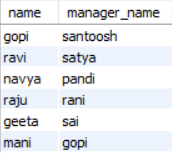 name manager_name
gopi santoosh
ravi satya
navya pandi
raju rani
geeta sai
mani gopi